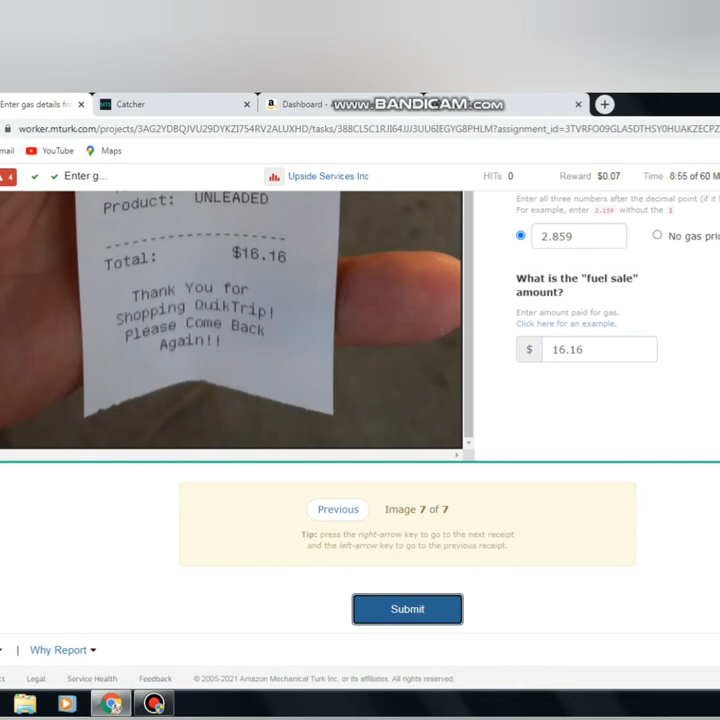 Enter gas details fro
Catcher
Dashboard -
www.BANDICAM.com
worker.mturk.com/projects/3AG2YDBQJVU29DYKZI754RV2ALUXHD/tasks/388CL5C1RJI64JJJ3UU6IEGYG8PHLM?assignment_id=3TVRFO09GLA5DTHSY0HUAKZECPZ
mail
YouTube
Maps
4
Enter g...
Upside Services Inc
HITs 0
Reward $0.07
Time 8:55 of 60 M
Product: UNLEADED
Total: $16.16
Thank You for
Shopping QuikTrip!
Please Come Back
Again!!
Enter all three numbers after the decimal point (if it
For example, enter 2.159 without the $
2.859
No gas pric
What is the "fuel sale"
amount?
Enter amount paid for gas.
Click here for an example.
$ 16.16
Previous
Image 7 of 7
Tip: press the right-arrow key to go to the next receipt
and the left-arrow key to go to the previous receipt.
Submit
| Why Report
ct
Legal
Service Health
Feedback
© 2005-2021 Amazon Mechanical Turk Inc, or its affiliates. All rights reserved.